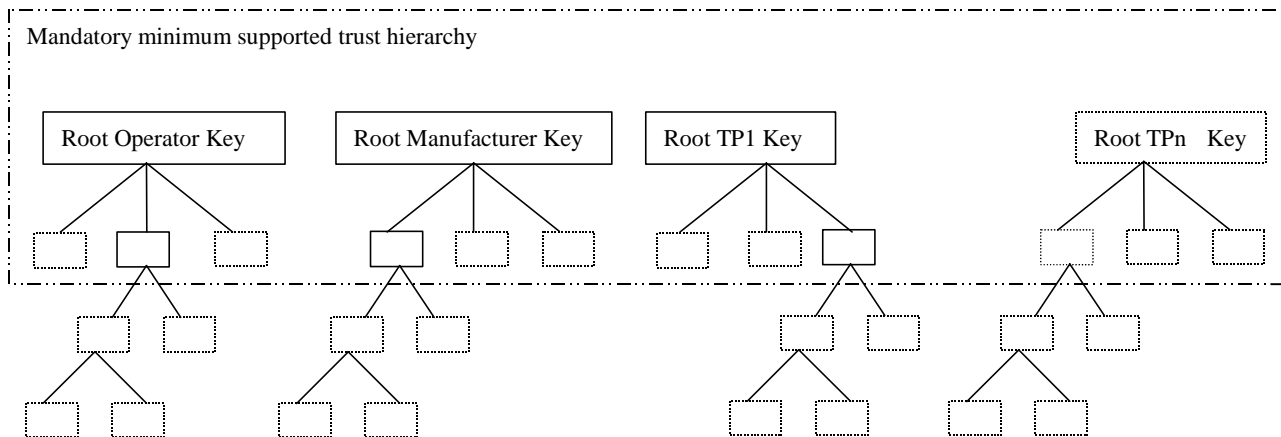 Mandatory minimum supported trust hierarchy
Root Operator Key
Root Manufacturer Key
Root TP1 Key
Root TPn Key